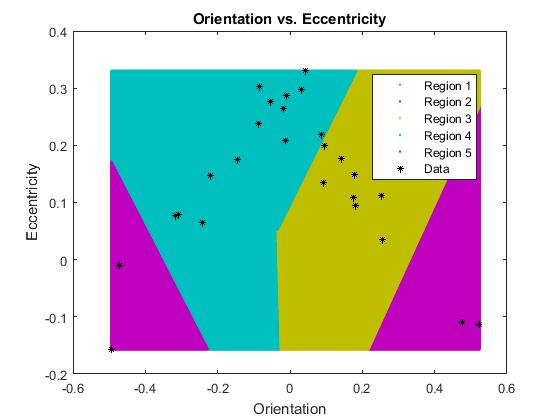 Orientation vs. Eccentricity
0.4
0.3
0.2
0.1
0
-0.1
-0.2
Eccentricity
Region 1
Region 2
Region 3
Region 4
Region 5
Data
-0.6 -0.4 -0.2 0 0.2 0.4 0.6
Orientation